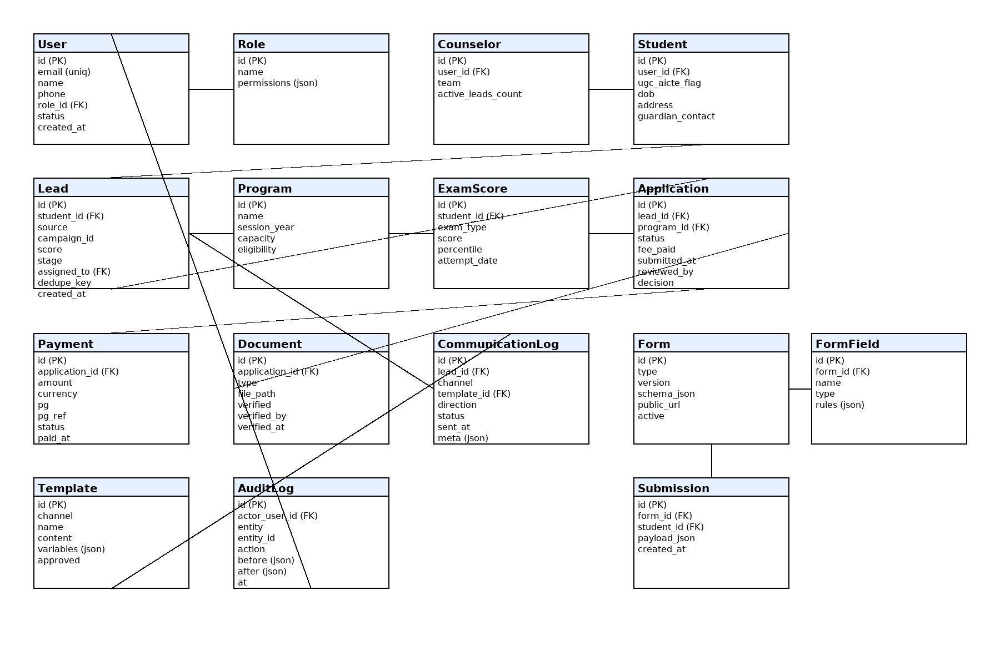 User
id (PK)
email (uniq)
name
phone
role_id (FK)
status
created_at
Role
id (PK)
name
permissions (json)
Counselor
id (PK)
user_id (FK)
team
active_leads_count
Student
id (PK)
user_id (FK)
ugc_aicte_flag
dob
address
guardian_contact
Lead
id (PK)
student_id (FK)
source
campaign_id
score
stage
assigned_to (FK)
dedupe_key
created_at
Program
id (PK)
name
session_year
capacity
eligibility
ExamScore
id (PK)
student_id (FK)
exam_type
score
percentile
attempt_date
Application
id (PK)
lead_id (FK)
program_id (FK)
status
fee_paid
submitted_at
reviewed_by
decision
Payment
id (PK)
application_id (FK)
amount
currency
pg
pg_ref
status
paid_at
Document
id (PK)
application_id (FK)
type
file_path
verified
verified_by
verified_at
CommunicationLog
id (PK)
lead_id (FK)
channel
template_id (FK)
direction
status
sent_at
meta (json)
Form
id (PK)
type
version
schema_json
public_url
active
FormField
id (PK)
form_id (FK)
name
type
rules (json)
Template
id (PK)
channel
name
content
variables (json)
approved
AuditLog
id (PK)
actor_user_id (FK)
entity
entity_id
action
before (json)
after (json)
at
Submission
id (PK)
form_id (FK)
student_id (FK)
payload_json
created_at